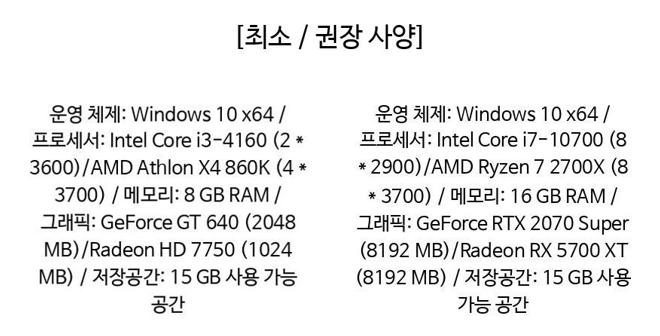 [최소 / 권장 사양]
운영 체제: Windows 10 x64 /
프로세서: Intel Core i3-4160 (2 *
3600)/AMD Athlon X4 860K (4 *
3700) / 메모리: 8 GB RAM /
그래픽: GeForce GT 640 (2048
MB)/Radeon HD 7750 (1024
MB) / 저장공간: 15 GB 사용 가능
공간
운영 체제: Windows 10 x64 /
프로세서: Intel Core i7-10700 (8
* 2900)/AMD Ryzen 7 2700X (8
* 3700) / 메모리: 16 GB RAM /
그래픽: GeForce RTX 2070 Super
(8192 MB)/Radeon RX 5700 XT
(8192 MB) / 저장공간: 15 GB 사용
가능 공간